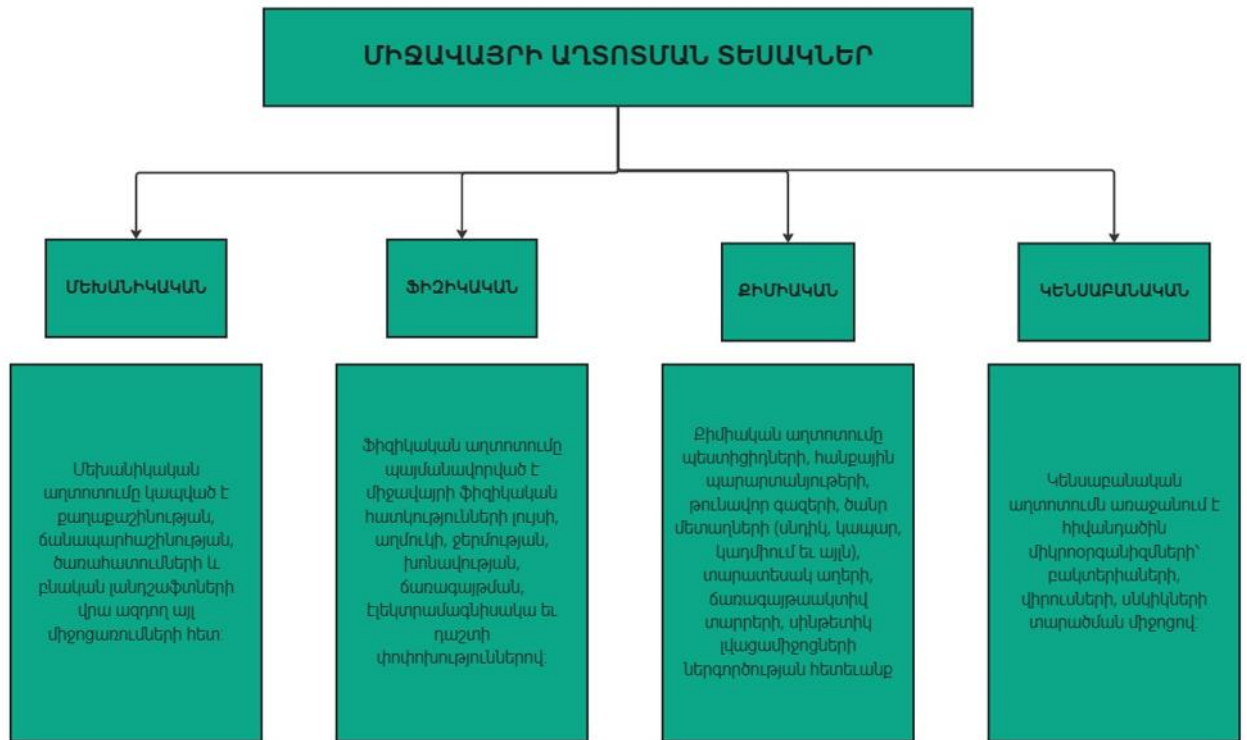 ՄԻՋԱՎԱՅՐԻ ԱՂՏՈՏՄԱՆ ՏԵՍԱԿՆԵՐ
ՄԵԽԱՆԻԿԱԿԱՆ
ՖԻԶԻԿԱԿԱՆ
ՔԻՄԻԱԿԱՆ
ԿԵՆՍԱԲԱՆԱԿԱՆ
Մեխանիկական
աղտոտումը կապված է
քաղաքաշինության,
ճանապարհաշինության,
ծառահատումների և
բնական լանդշաֆտների
վրա ազդող այլ
միջոցառումների հետ։
Ֆիզիկական աղտոտումը
պայմանավորված է
միջավայրի ֆիզիկական
հատկությունների լույսի,
աղմուկի, ջերմության,
խոնավության,
ճառագայթման,
էլեկտրամագնիսակա եւ
դաշտի
փոփոխություններով։
Քիմիական աղտոտումը
պեստիցիդների, հանքային
պարարտանյութերի,
թունավոր գազերի, ծանր
մետաղների (սնդիկ, կապար,
կադմիում եւ այլն),
տարատեսակ աղերի,
ճառագայթաակտիվ
տարրերի, սինթետիկ
լվացամիջոցների
ներգործության հետեւանք
Կենսաբանական
աղտոտումն առաջանում է
հիվանդածին
միկրոօրգանիզմների՝
բակտերիաների,
վիրուսների, սնկիկների
տարածման միջոցով։